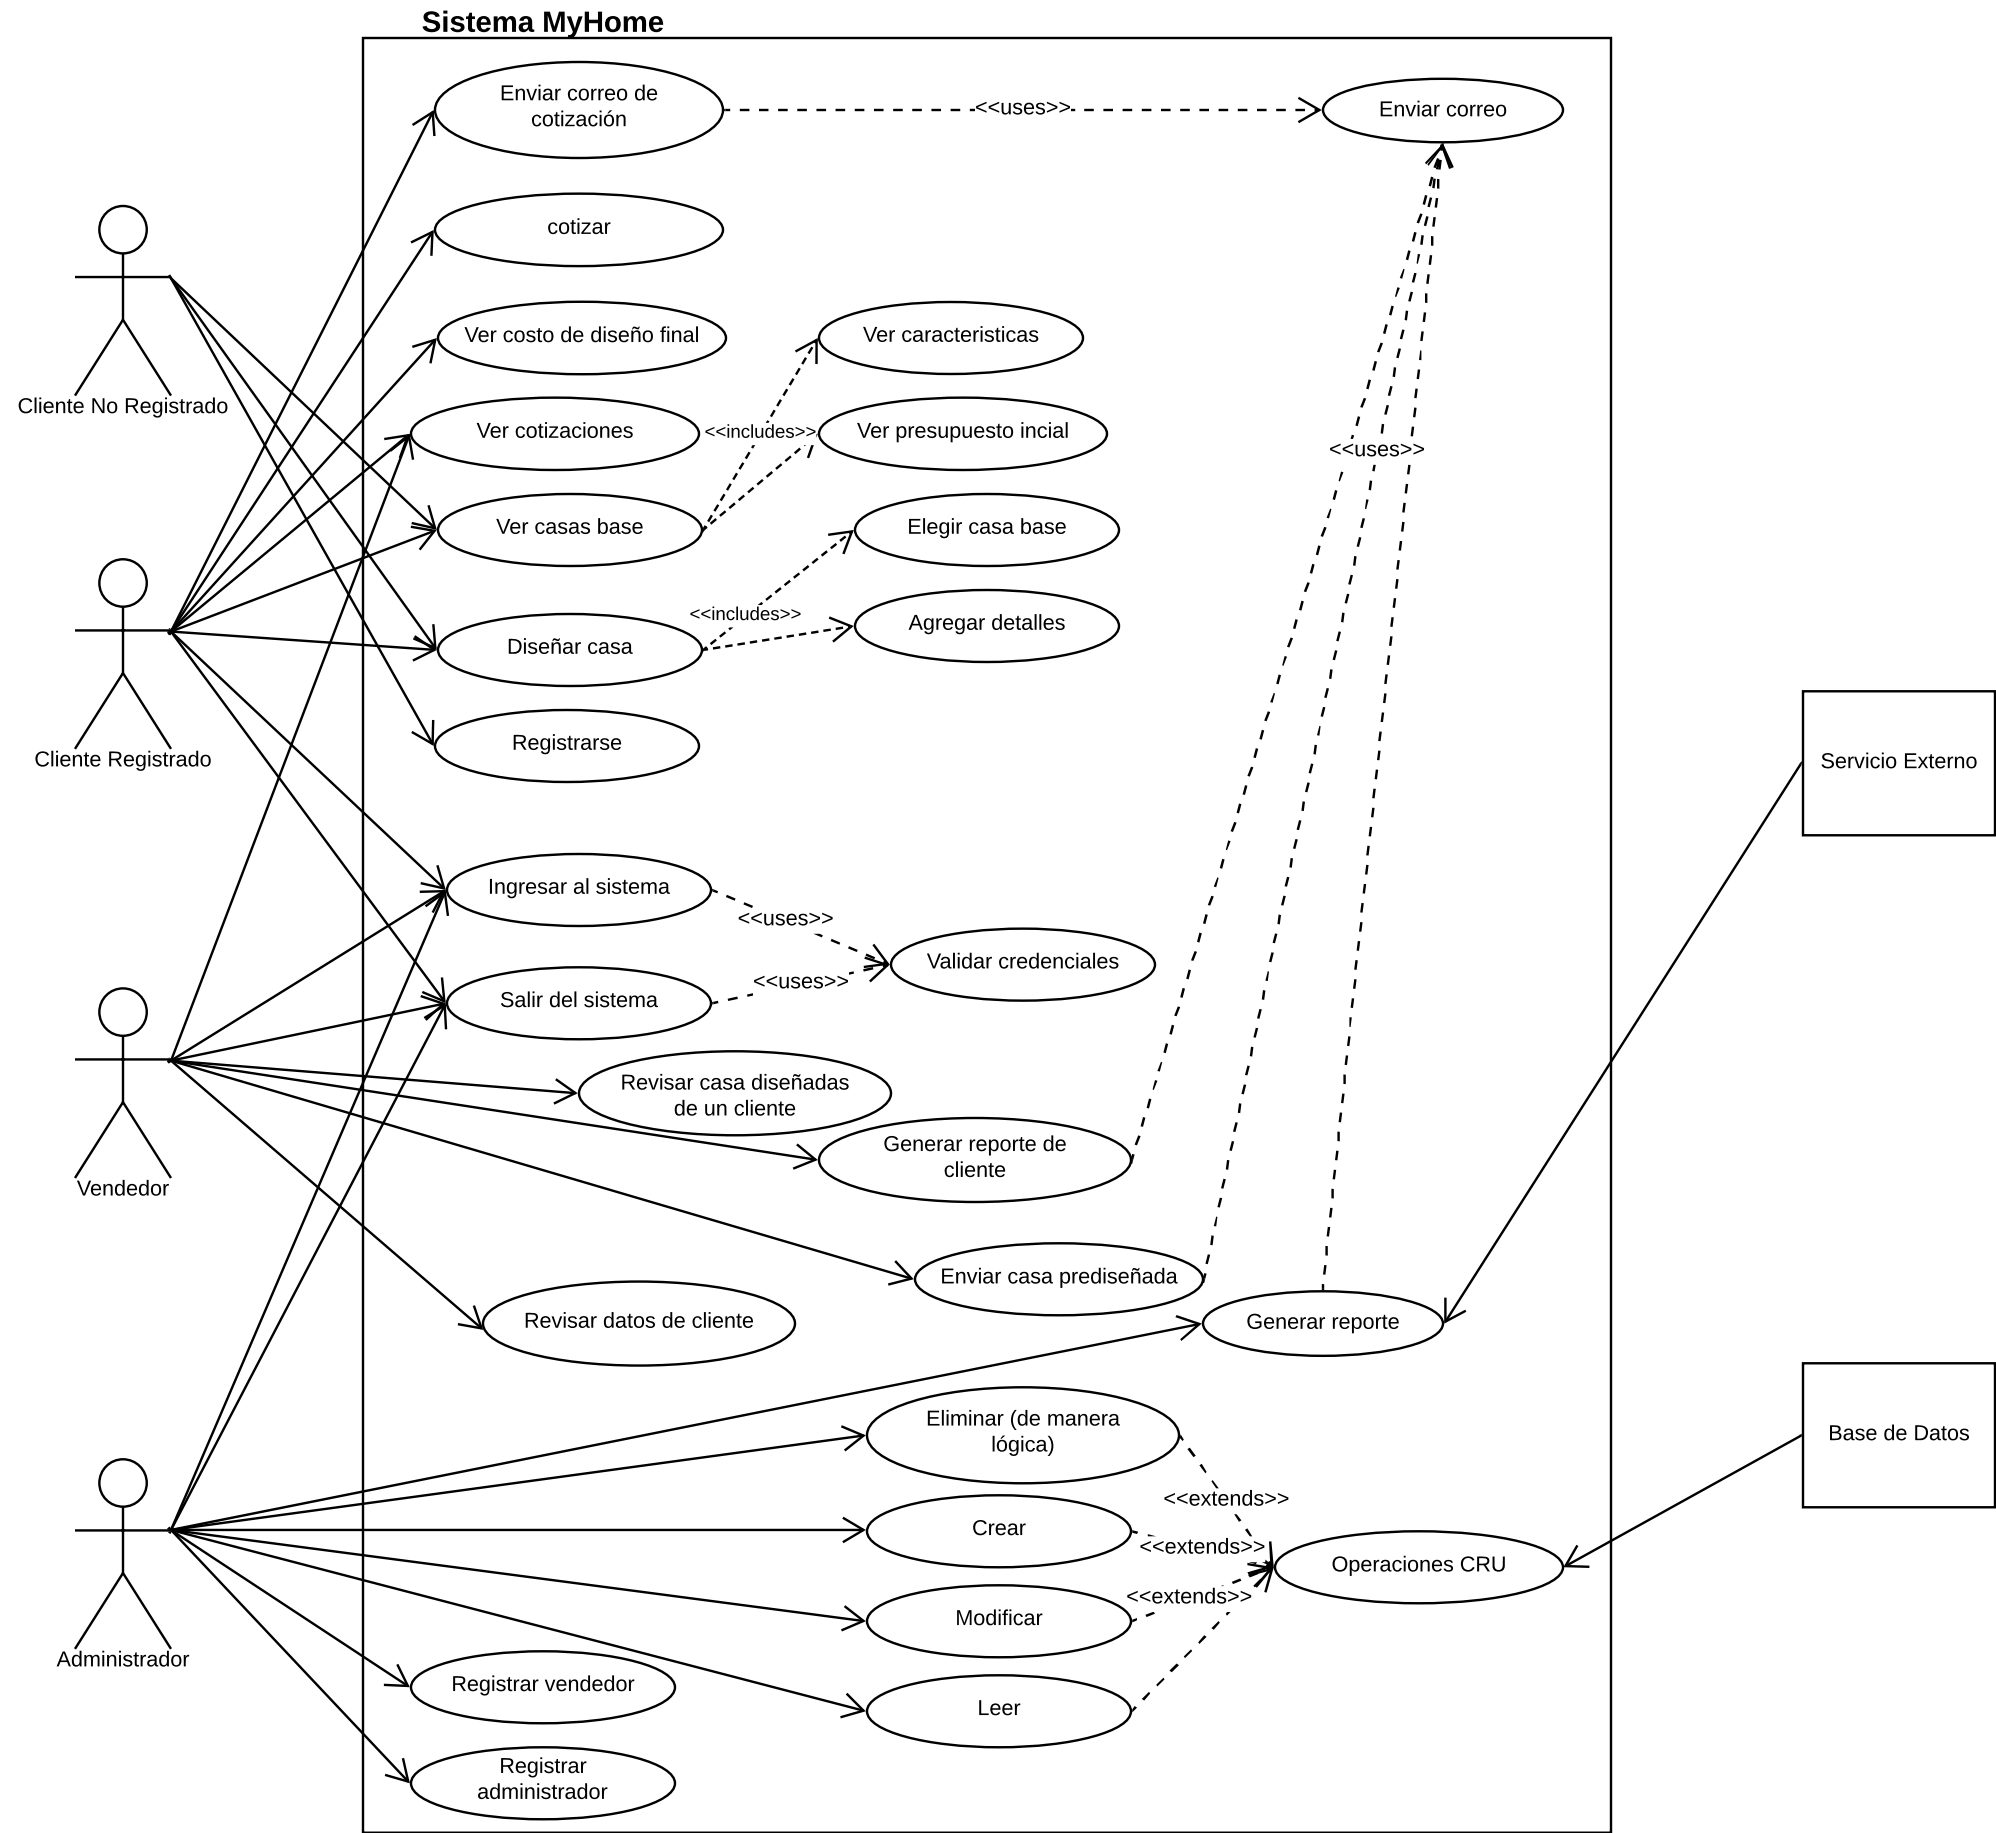 Sistema MyHome
Enviar correo de
cotización
<<uses>>
Enviar correo
cotizar
Ver costo de diseño final
Ver caracteristicas
Cliente No Registrado
Ver cotizaciones
<<includes>>
Ver presupuesto incial
<<uses>>
Ver casas base
Elegir casa base
<<includes>>
Agregar detalles
Diseñar casa
Registrarse
Cliente Registrado
Servicio Externo
Ingresar al sistema
<<uses>>
Validar credenciales
<<uses>>
Salir del sistema
Revisar casa diseñadas
de un cliente
Generar reporte de
cliente
Vendedor
Enviar casa prediseñada
Revisar datos de cliente
Generar reporte
Eliminar (de manera
lógica)
Base de Datos
<<extends>>
Crear
<<extends>>
Operaciones CRU
<<extends>>
Modificar
Administrador
Registrar vendedor
Leer
Registrar
administrador